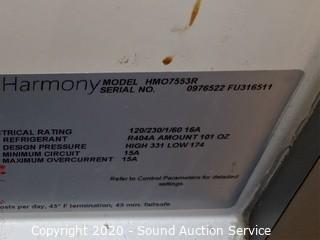 Harmony
MODEL HMO7553R
SERIAL NO. 0976522 FU316511
CTRICAL RATING 120/230/1/60 16A
REFRIGERANT R404A AMOUNT 101 OZ
DESIGN PRESSURE HIGH 331 LOW 174
MINIMUM CIRCUIT 15A
MAXIMUM OVERCURRENT 15A
Refer to Control Parameters for detailed
settings.
osts per day, 45° F termination, 45 min. failsafe
Copyright 2020 - Sound Auction Service